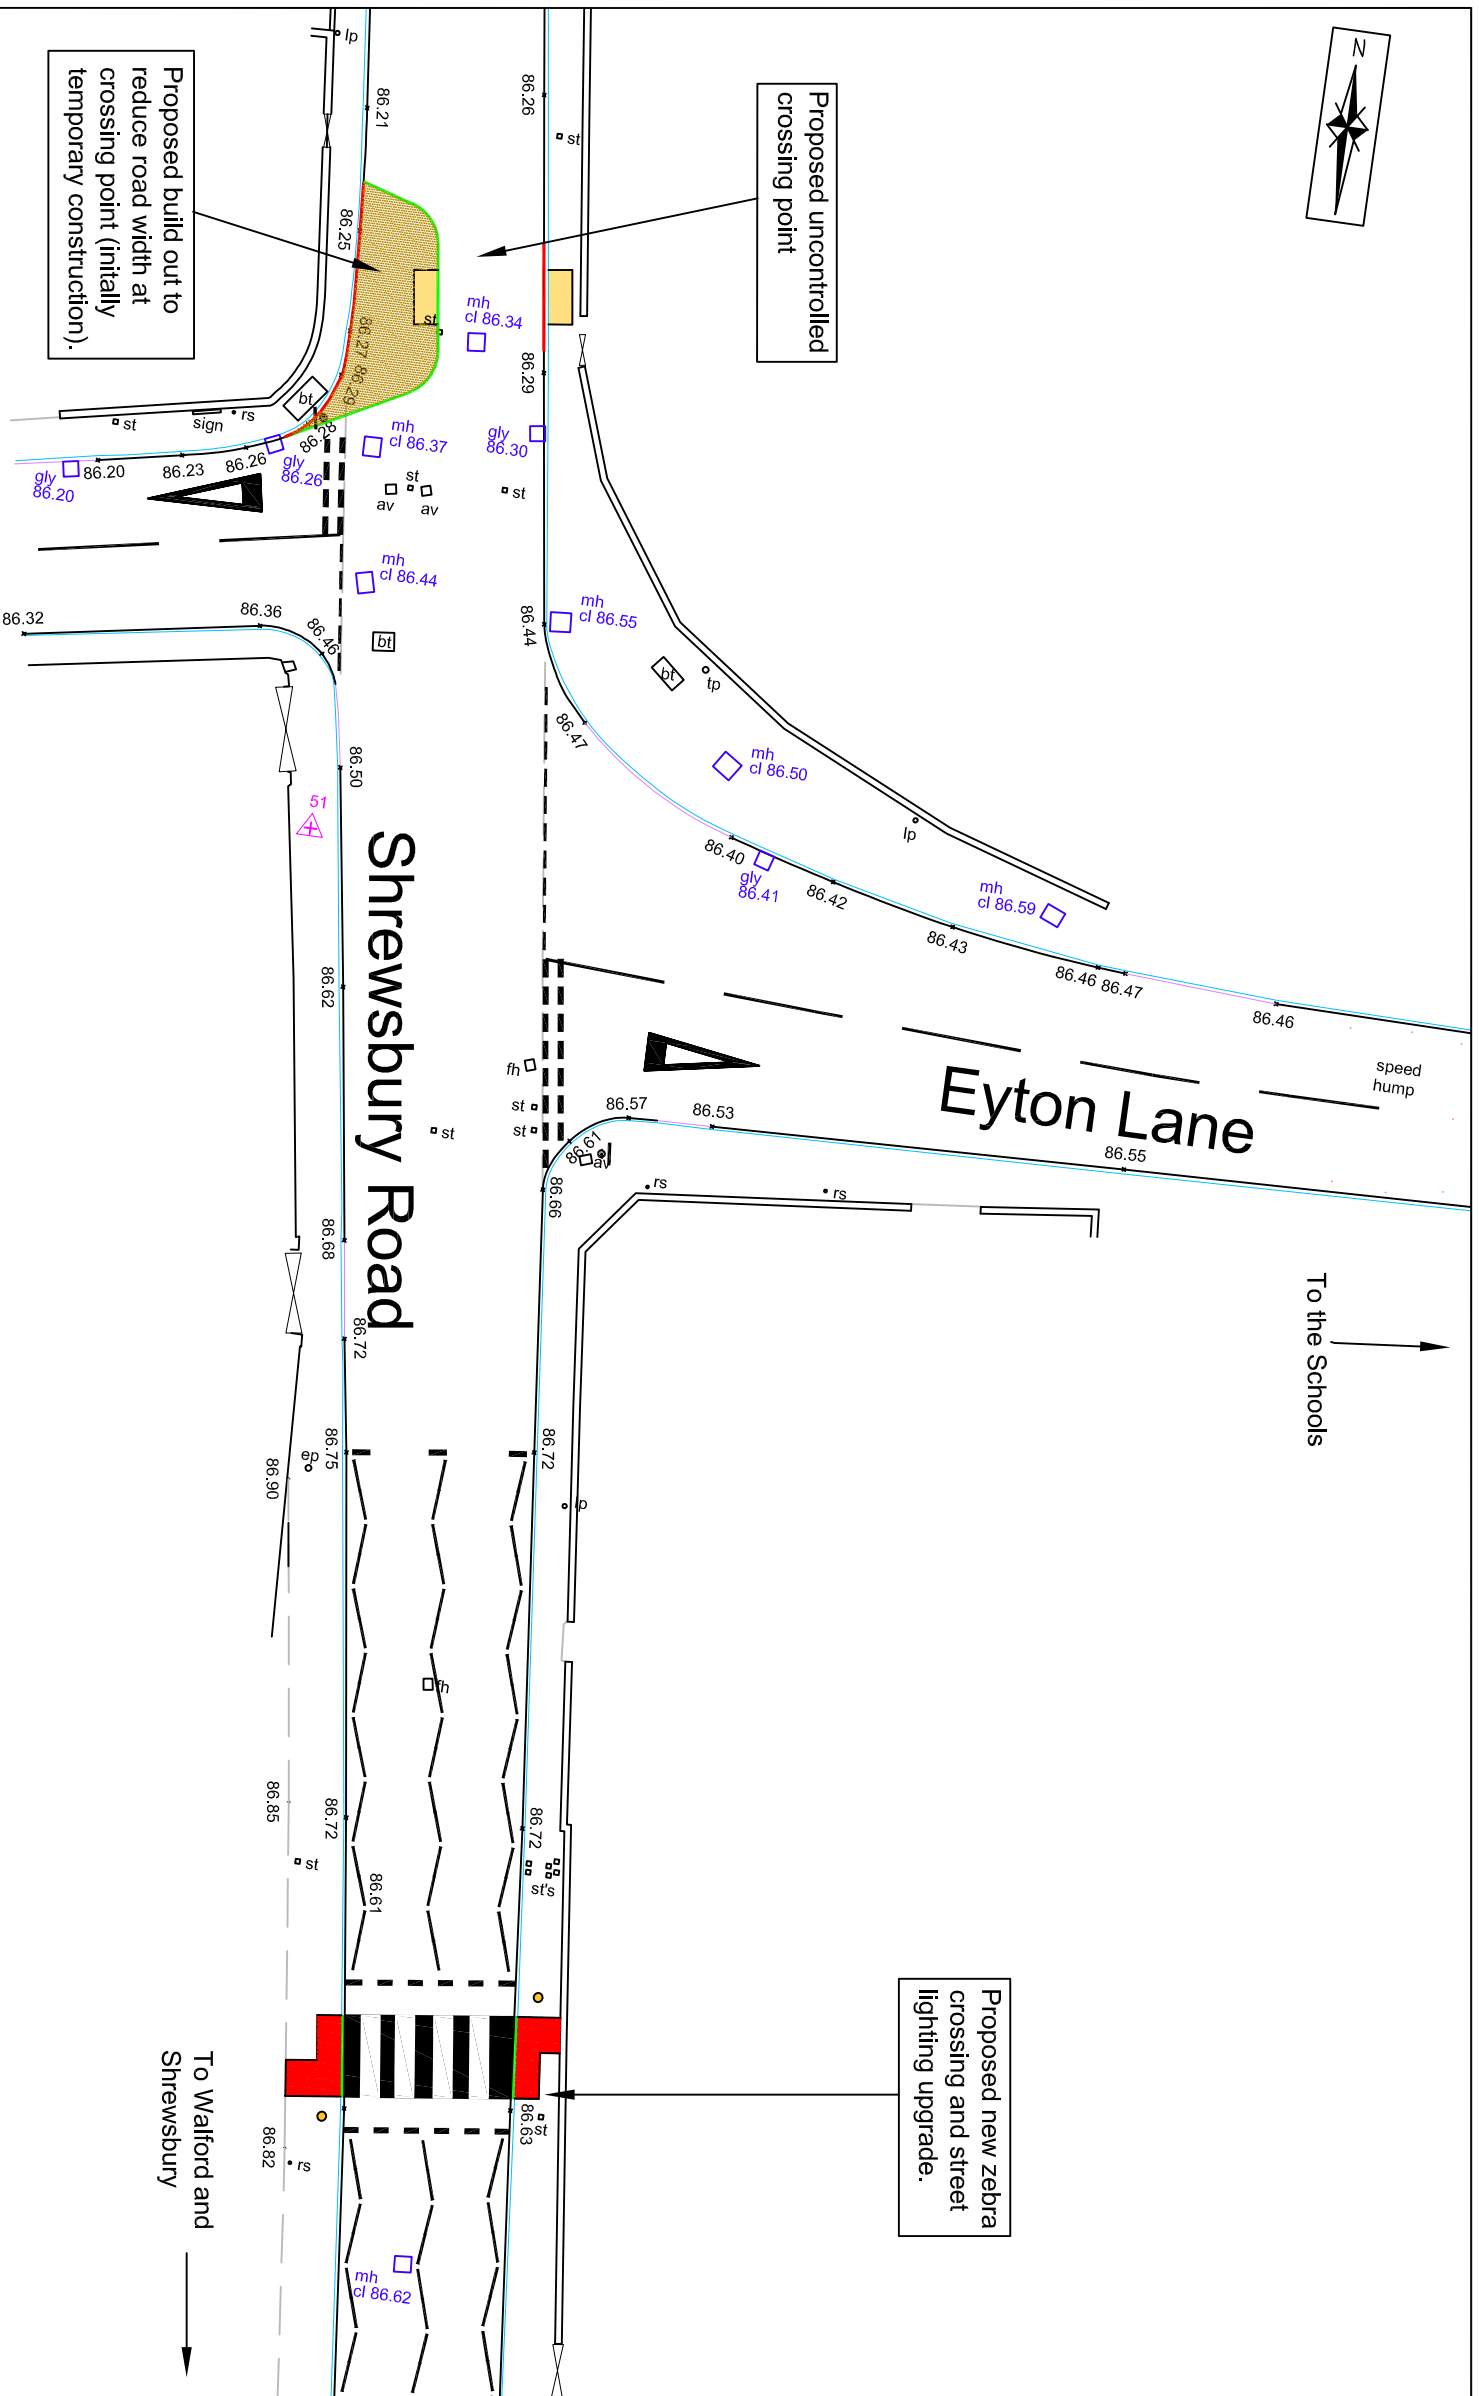 N
Proposed uncontrolled
crossing point
Proposed build out to
reduce road width at
crossing point (initally
temporary construction).
lp
86.21
86.26
st
86.25
mh
cl 86.34
st
86.27
86.29
86.29
bt
86.28
rs
sign
st
86.26
86.23
86.20
gly
86.20
gly
86.26
mh
cl 86.37
gly
86.30
st
av
av
st
mh
cl 86.44
86.32
86.36
86.46
bt
86.44
mh
cl 86.55
bt
tp
86.47
mh
cl 86.50
86.50
51
lp
86.40
gly
86.41
86.42
mh
cl 86.59
86.43
86.46
86.47
86.46
speed
hump
Shrewsbury Road
Eyton Lane
86.62
fh
st
st
st
86.57
86.53
86.61
av
86.55
86.66
rs
rs
86.68
86.72
To the Schools
86.75
ep
86.90
86.72
lp
fh
86.85
86.72
86.72
st
86.61
st's
Proposed new zebra
crossing and street
lighting upgrade.
86.63
st
86.82
rs
To Walford and
Shrewsbury
mh
cl 86.62